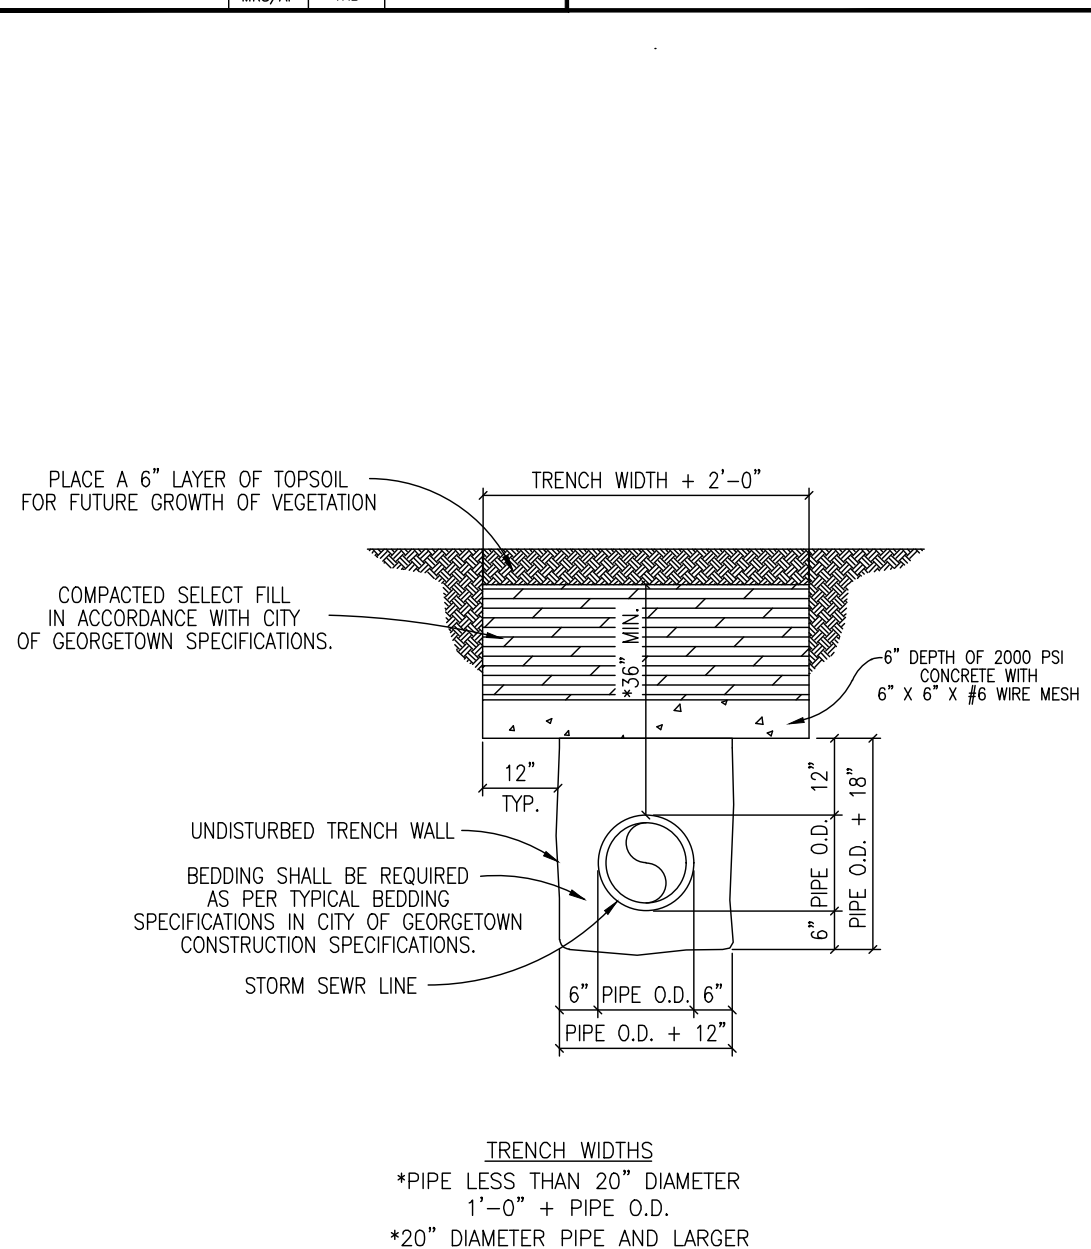 PLACE A 6" LAYER OF TOPSOIL
FOR FUTURE GROWTH OF VEGETATION
TRENCH WIDTH + 2'-0"
COMPACTED SELECT FILL
IN ACCORDANCE WITH CITY
OF GEORGETOWN SPECIFICATIONS.
*36" MIN.
6" DEPTH OF 2000 PSI
CONCRETE WITH
6" X 6" X #6 WIRE MESH
12"
TYP.
12"
PIPE O.D.
6"
PIPE O.D. + 18"
UNDISTURBED TRENCH WALL
BEDDING SHALL BE REQUIRED
AS PER TYPICAL BEDDING
SPECIFICATIONS IN CITY OF GEORGETOWN
CONSTRUCTION SPECIFICATIONS.
STORM SEWR LINE
6" PIPE O.D. 6"
PIPE O.D. + 12"
TRENCH WIDTHS
*PIPE LESS THAN 20" DIAMETER
1'-0" + PIPE O.D.
*20" DIAMETER PIPE AND LARGER